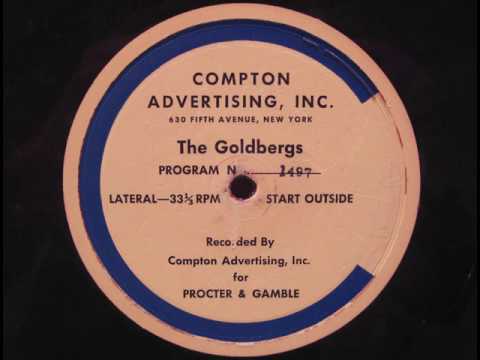 COMPTON
ADVERTISING, INC.
630 FIFTH AVENUE, NEW YORK
The Goldbergs
PROGRAM N 1497
LATERAL—33⅓ RPM START OUTSIDE
Reco.ded By
Compton Advertising, Inc.
for
PROCTER & GAMBLE